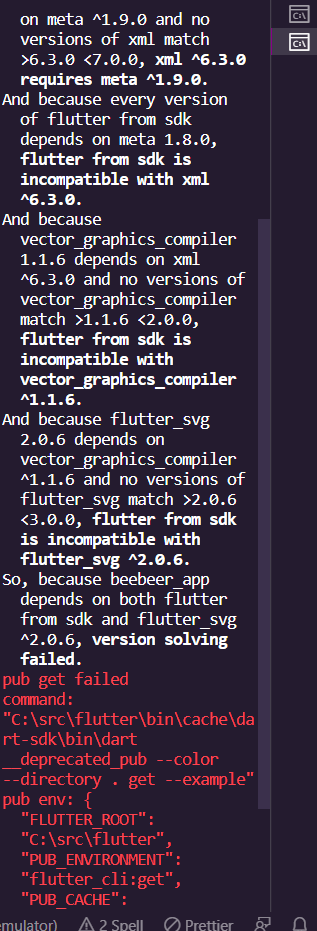 on meta ^1.9.0 and no
versions of xml match
>6.3.0 <7.0.0, xml ^6.3.0
requires meta ^1.9.0.
And because every version
of flutter from sdk
depends on meta 1.8.0,
flutter from sdk is
incompatible with xml
^6.3.0.
And because
vector_graphics_compiler
1.1.6 depends on xml
^6.3.0 and no versions of
vector_graphics_compiler
match >1.1.6 <2.0.0,
flutter from sdk is
incompatible with
vector_graphics_compiler
^1.1.6.
And because flutter_svg
2.0.6 depends on
vector_graphics_compiler
^1.1.6 and no versions of
flutter_svg match >2.0.6
<3.0.0, flutter from sdk
is incompatible with
flutter_svg ^2.0.6.
So, because beebeer_app
depends on both flutter
from sdk and flutter_svg
^2.0.6, version solving
failed.
pub get failed
command:
"C:\src\flutter\bin\cache\da
rt-sdk\bin\dart
__deprecated_pub --color
--directory . get --example"
pub env: {
"FLUTTER_ROOT":
"C:\src\flutter",
"PUB_ENVIRONMENT":
"flutter_cli:get",
"PUB_CACHE":
emulator) 2 Spell Prettier